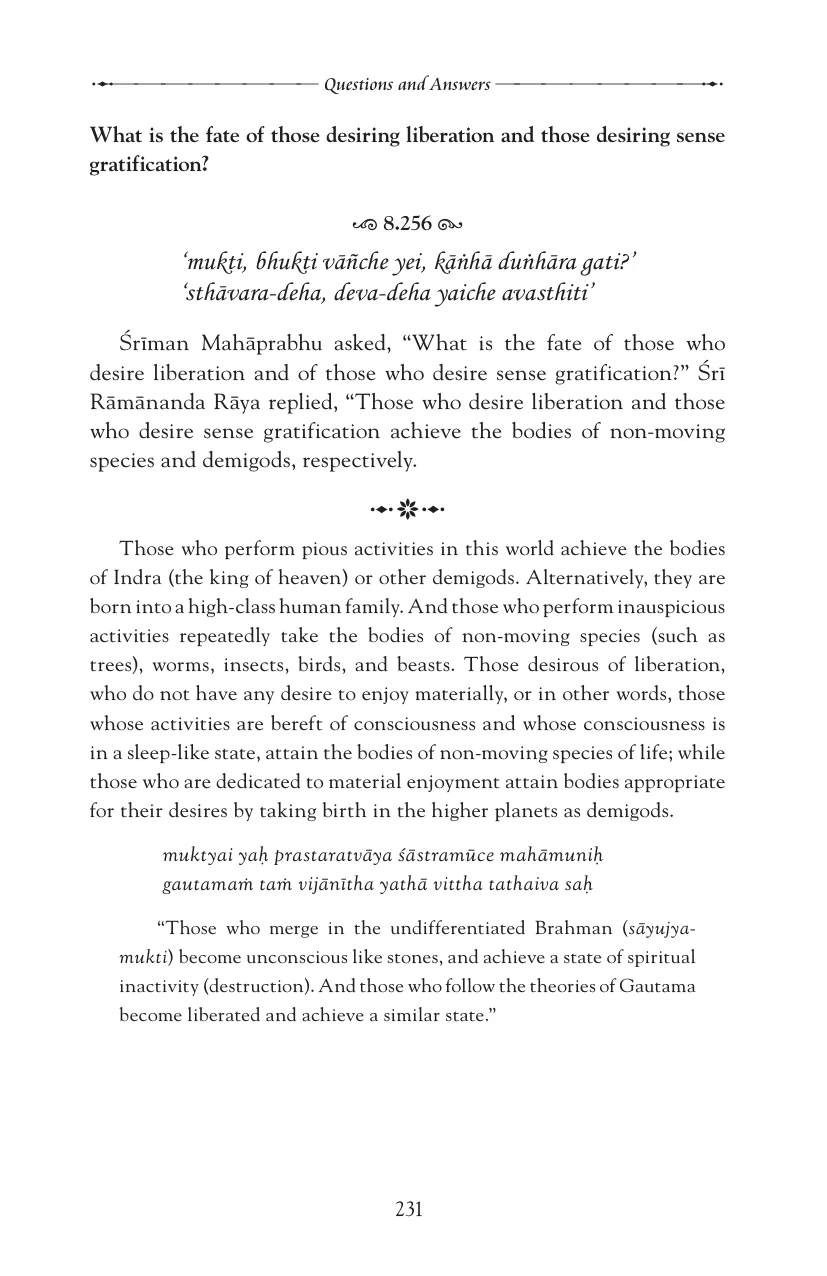 Questions and Answers
What is the fate of those desiring liberation and those desiring sense
gratification?
8.256
‘mukti, bhukti vāñche yei, kāṅhā duṅhāra gati?’
‘sthāvara-deha, deva-deha yaiche avasthiti’
Śrīman Mahāprabhu asked, “What is the fate of those who
desire liberation and of those who desire sense gratification?” Śrī
Rāmānanda Rāya replied, “Those who desire liberation and those
who desire sense gratification achieve the bodies of non-moving
species and demigods, respectively.
Those who perform pious activities in this world achieve the bodies
of Indra (the king of heaven) or other demigods. Alternatively, they are
born into a high-class human family. And those who perform inauspicious
activities repeatedly take the bodies of non-moving species (such as
trees), worms, insects, birds, and beasts. Those desirous of liberation,
who do not have any desire to enjoy materially, or in other words, those
whose activities are bereft of consciousness and whose consciousness is
in a sleep-like state, attain the bodies of non-moving species of life; while
those who are dedicated to material enjoyment attain bodies appropriate
for their desires by taking birth in the higher planets as demigods.
muktyai yaḥ prastaratvāya śāstramūce mahāmuniḥ
gautamaṁ taṁ vijānītha yathā vittha tathaiva saḥ
“Those who merge in the undifferentiated Brahman (sāyujya-
mukti) become unconscious like stones, and achieve a state of spiritual
inactivity (destruction). And those who follow the theories of Gautama
become liberated and achieve a similar state.”
231